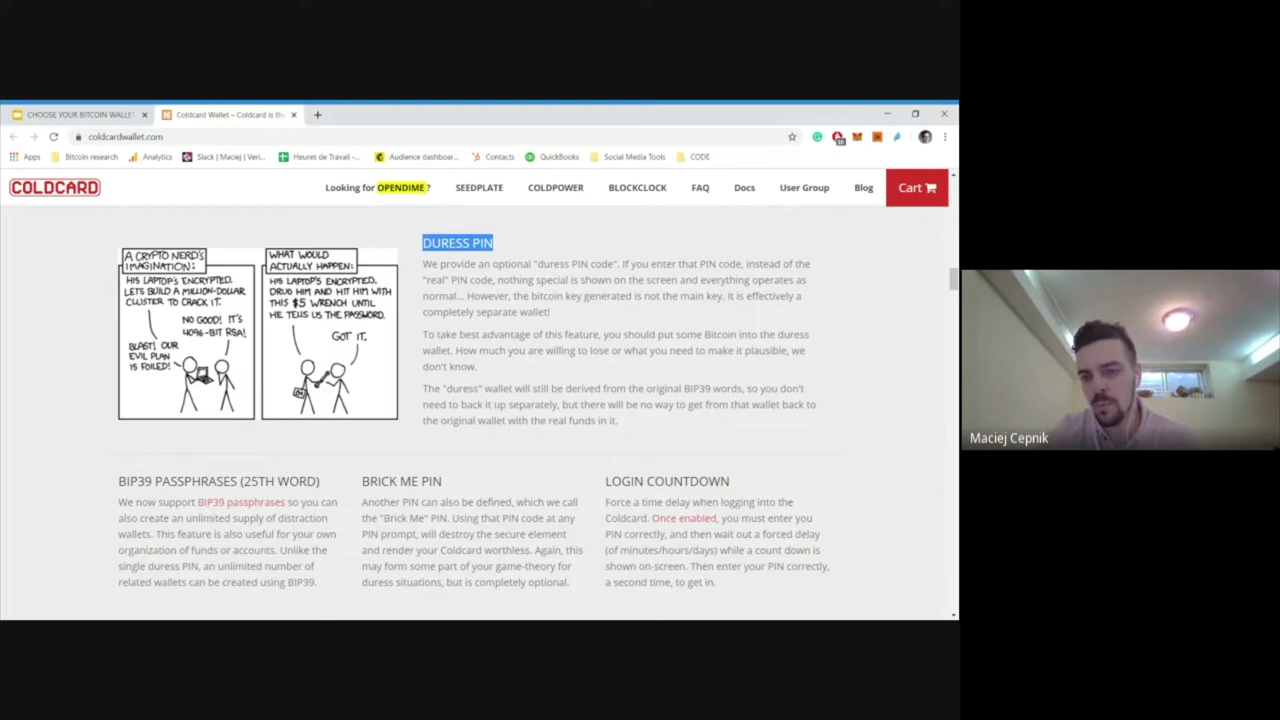 CHOOSE YOUR BITCOIN WALLET
Coldcard Wallet – Coldcard is th
coldcardwallet.com
Apps
Bitcoin research
Analytics
Slack | Maciej | Veri...
Heures de Travail -...
Audience dashboar...
Contacts
QuickBooks
Social Media Tools
CODE
COLDCARD
Looking for OPENDIME ?
SEEDPLATE
COLDPOWER
BLOCKCLOCK
FAQ
Docs
User Group
Blog
Cart
A CRYPTO NERD'S
IMAGINATION:
HIS LAPTOP'S ENCRYPTED.
LETS BUILD A MILLION-DOLLAR
CLUSTER TO CRACK IT.
NO GOOD! IT'S
4096-BIT RSA!
BLAST! OUR
EVIL PLAN
IS FOILED!
WHAT WOULD
ACTUALLY HAPPEN:
HIS LAPTOP'S ENCRYPTED.
DRUG HIM AND HIT HIM WITH
THIS $5 WRENCH UNTIL
HE TELLS US THE PASSWORD.
GOT IT.
DURESS PIN
We provide an optional "duress PIN code". If you enter that PIN code, instead of the
"real" PIN code, nothing special is shown on the screen and everything operates as
normal... However, the bitcoin key generated is not the main key. It is effectively a
completely separate wallet!
To take best advantage of this feature, you should put some Bitcoin into the duress
wallet. How much you are willing to lose or what you need to make it plausible, we
don't know.
The "duress" wallet will still be derived from the original BIP39 words, so you don't
need to back it up separately, but there will be no way to get from that wallet back to
the original wallet with the real funds in it.
BIP39 PASSPHRASES (25TH WORD)
We now support BIP39 passphrases so you can
also create an unlimited supply of distraction
wallets. This feature is also useful for your own
organization of funds or accounts. Unlike the
single duress PIN, an unlimited number of
related wallets can be created using BIP39.
BRICK ME PIN
Another PIN can also be defined, which we call
the "Brick Me" PIN. Using that PIN code at any
PIN prompt, will destroy the secure element
and render your Coldcard worthless. Again, this
may form some part of your game-theory for
duress situations, but is completely optional.
LOGIN COUNTDOWN
Force a time delay when logging into the
Coldcard. Once enabled, you must enter you
PIN correctly, and then wait out a forced delay
(of minutes/hours/days) while a count down is
shown on-screen. Then enter your PIN correctly,
a second time, to get in.
Maciej Cepnik